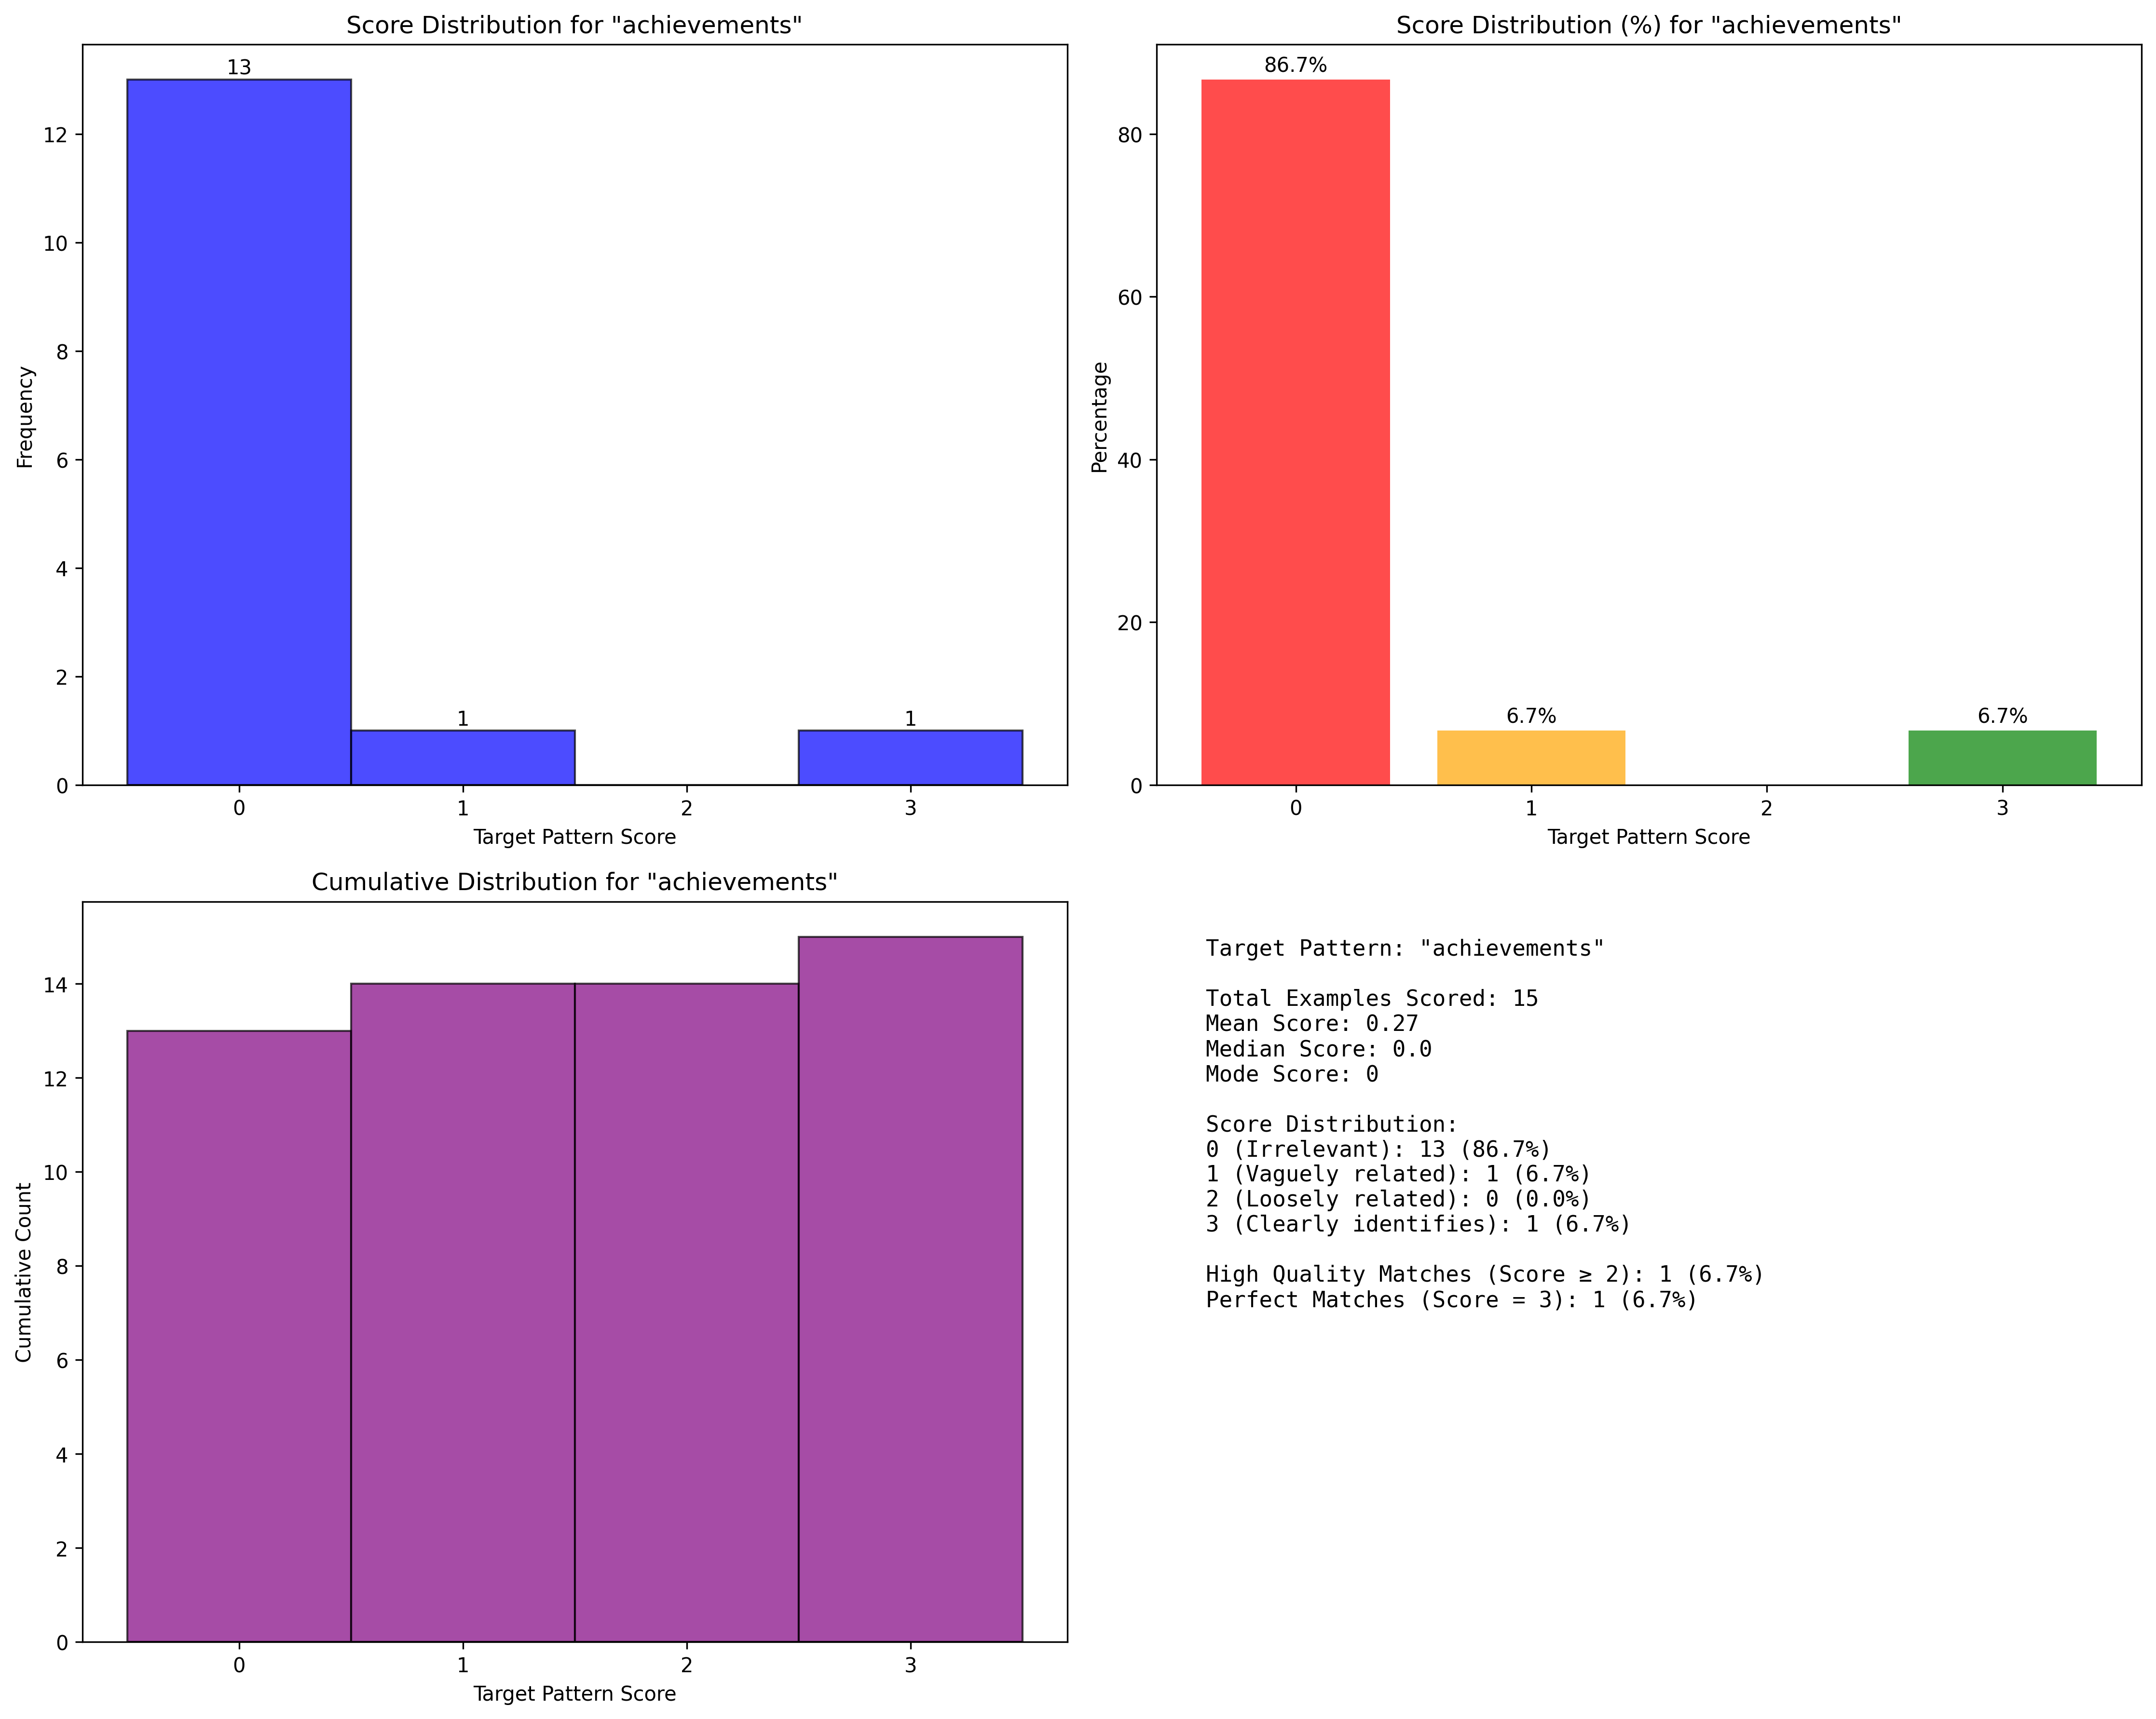 Score Distribution for "achievements"
13
1
1
12
10
8
6
4
2
0
Frequency
0 1 2 3
Target Pattern Score
Score Distribution (%) for "achievements"
86.7%
6.7%
6.7%
80
60
40
20
0
Percentage
0 1 2 3
Target Pattern Score
Cumulative Distribution for "achievements"
14
12
10
8
6
4
2
0
Cumulative Count
0 1 2 3
Target Pattern Score
Target Pattern: "achievements"
Total Examples Scored: 15
Mean Score: 0.27
Median Score: 0.0
Mode Score: 0
Score Distribution:
0 (Irrelevant): 13 (86.7%)
1 (Vaguely related): 1 (6.7%)
2 (Loosely related): 0 (0.0%)
3 (Clearly identifies): 1 (6.7%)
High Quality Matches (Score ≥ 2): 1 (6.7%)
Perfect Matches (Score = 3): 1 (6.7%)